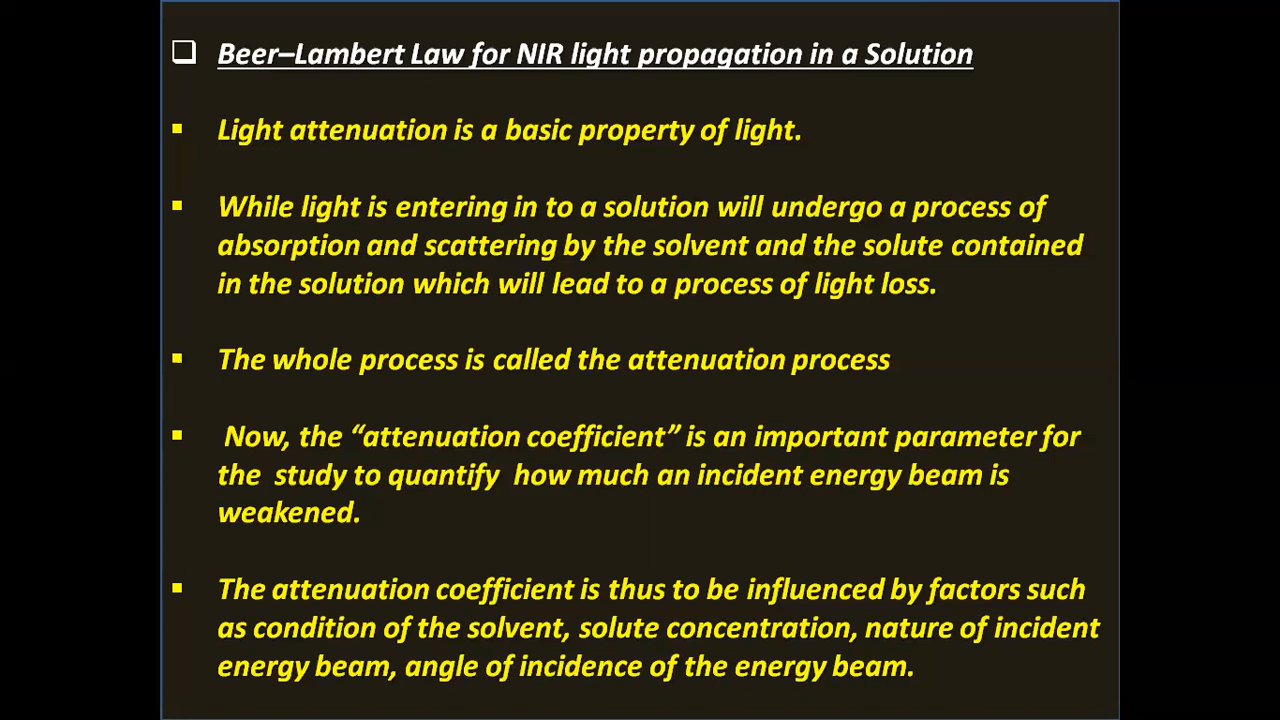 Beer–Lambert Law for NIR light propagation in a Solution
Light attenuation is a basic property of light.
While light is entering in to a solution will undergo a process of
absorption and scattering by the solvent and the solute contained
in the solution which will lead to a process of light loss.
The whole process is called the attenuation process
Now, the “attenuation coefficient” is an important parameter for
the study to quantify how much an incident energy beam is
weakened.
The attenuation coefficient is thus to be influenced by factors such
as condition of the solvent, solute concentration, nature of incident
energy beam, angle of incidence of the energy beam.